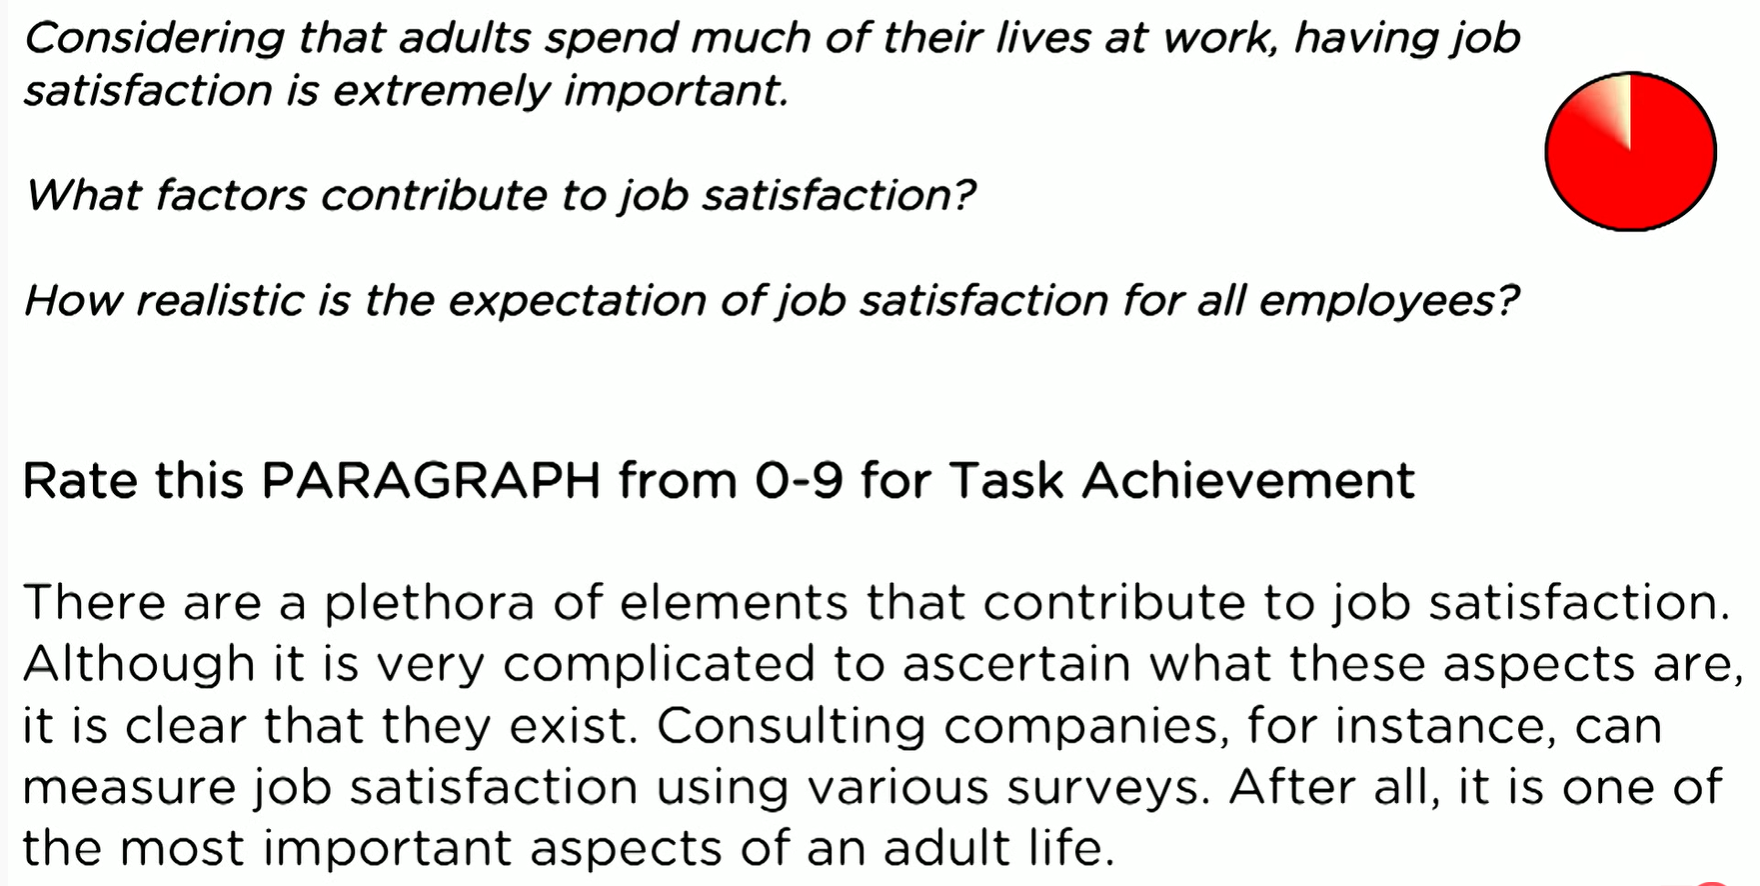 Considering that adults spend much of their lives at work, having job
satisfaction is extremely important.
What factors contribute to job satisfaction?
How realistic is the expectation of job satisfaction for all employees?
Rate this PARAGRAPH from 0-9 for Task Achievement
There are a plethora of elements that contribute to job satisfaction.
Although it is very complicated to ascertain what these aspects are,
it is clear that they exist. Consulting companies, for instance, can
measure job satisfaction using various surveys. After all, it is one of
the most important aspects of an adult life.